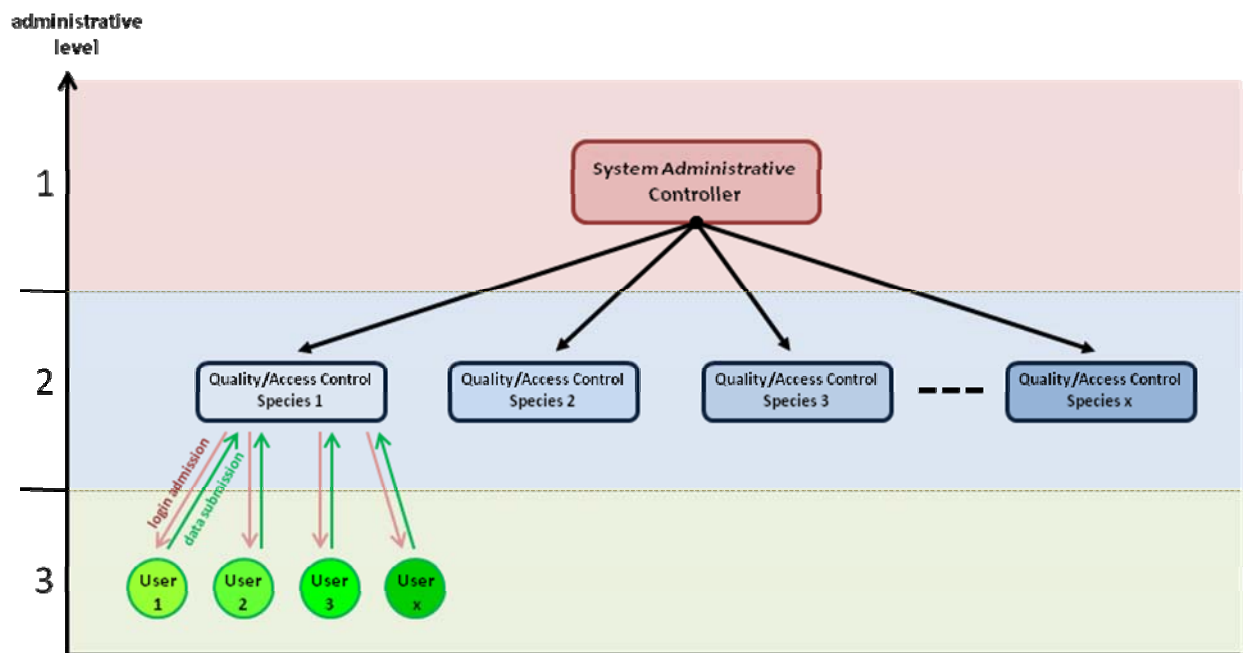 administrative
level
1
System Administrative
Controller
2
Quality/Access Control
Species 1
Quality/Access Control
Species 2
Quality/Access Control
Species 3
Quality/Access Control
Species x
login admission
data submission
3
User
1
User
2
User
3
User
x